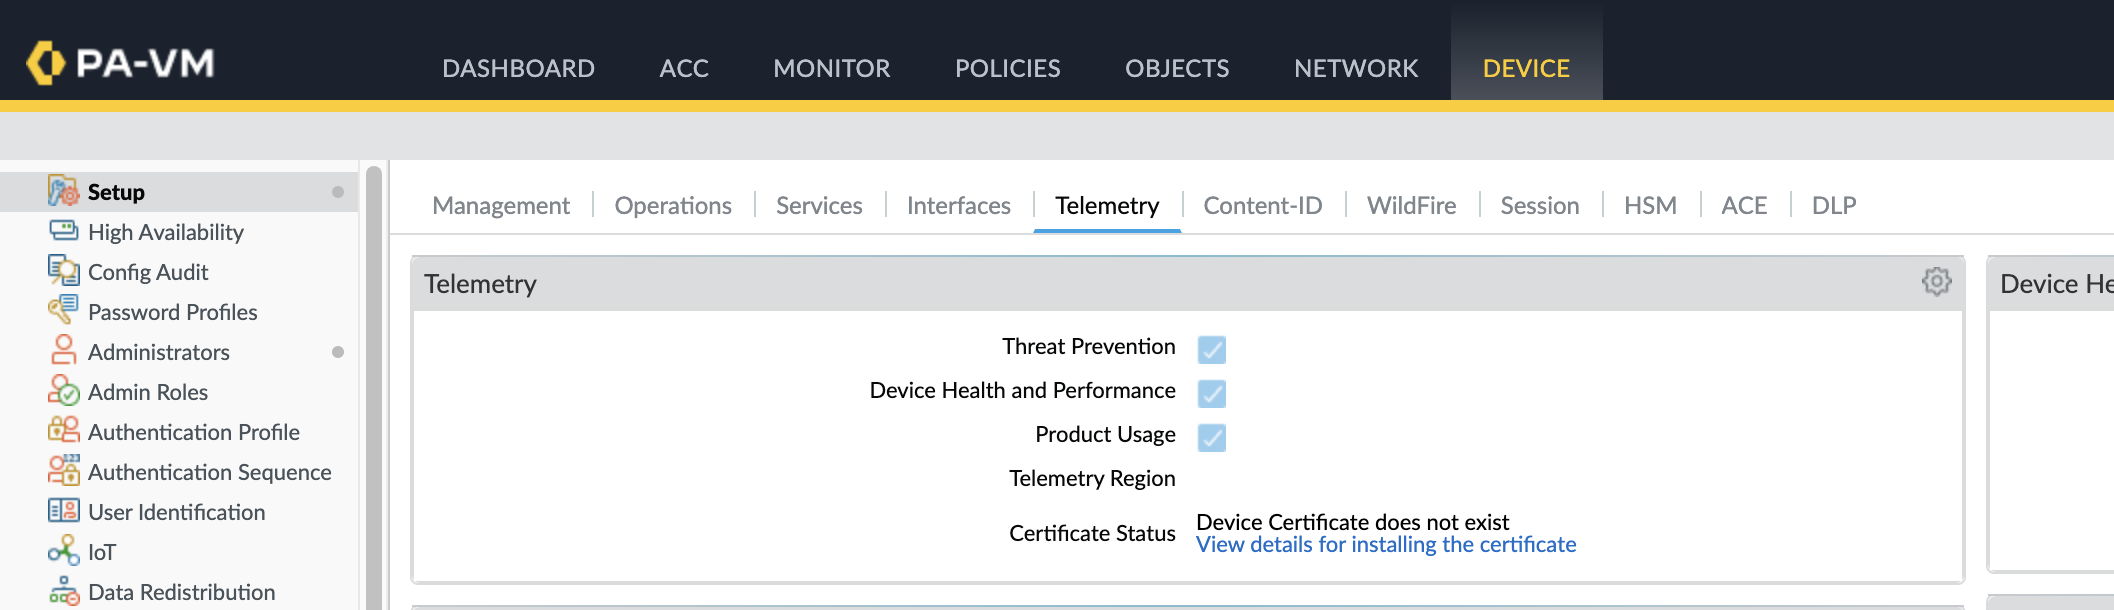 PA-VM
DASHBOARD ACC MONITOR POLICIES OBJECTS NETWORK DEVICE
Setup
High Availability
Config Audit
Password Profiles
Administrators
Admin Roles
Authentication Profile
Authentication Sequence
User Identification
IoT
Data Redistribution
Management Operations Services Interfaces Telemetry Content-ID WildFire Session HSM ACE DLP
Telemetry
Threat Prevention
Device Health and Performance
Product Usage
Telemetry Region
Certificate Status Device Certificate does not exist
View details for installing the certificate
Device He